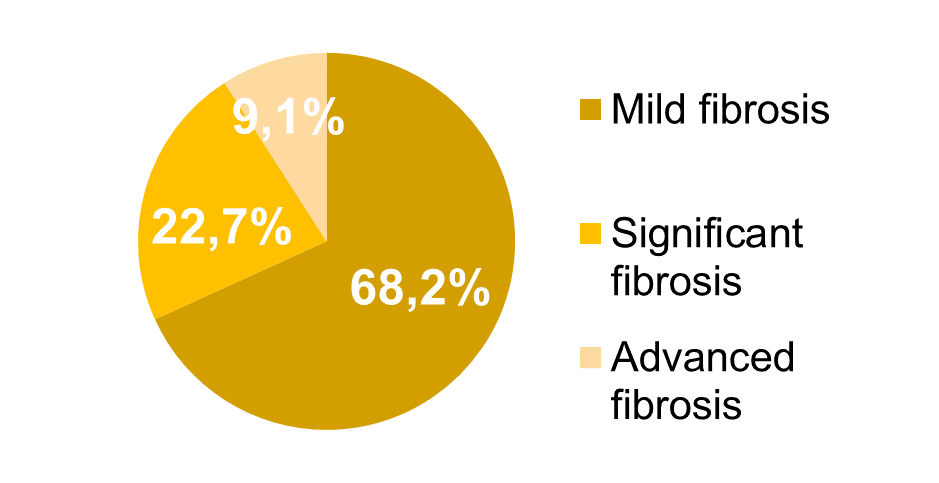 9,1%
22,7%
68,2%
Mild fibrosis
Significant
fibrosis
Advanced
fibrosis